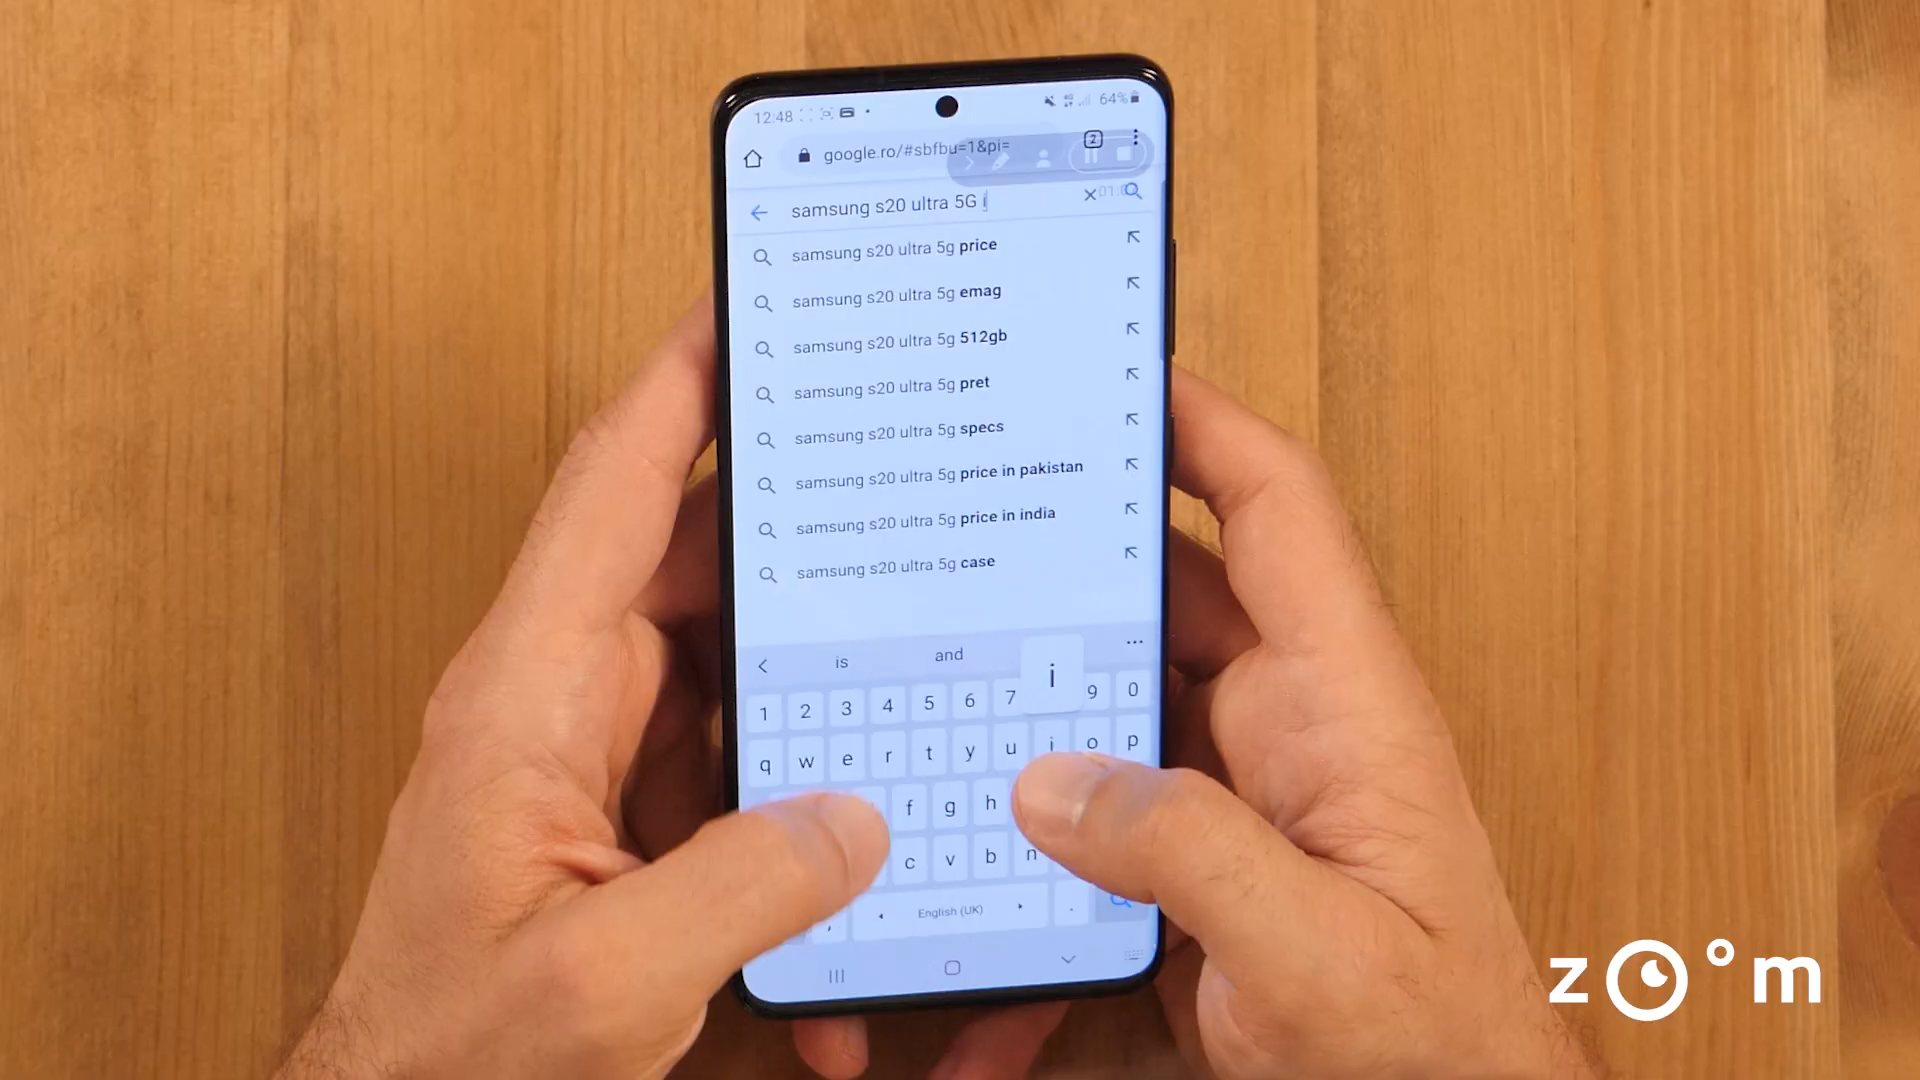 12:48
64%
google.ro/#sbfbu=1&pi=
2
samsung s20 ultra 5G i
01:
samsung s20 ultra 5g price
samsung s20 ultra 5g emag
samsung s20 ultra 5g 512gb
samsung s20 ultra 5g pret
samsung s20 ultra 5g specs
samsung s20 ultra 5g price in pakistan
samsung s20 ultra 5g price in india
samsung s20 ultra 5g case
is and
i
1 2 3 4 5 6 7 9 0
q w e r t y u i o p
f g h
c v b n
, English (UK) .
zoom